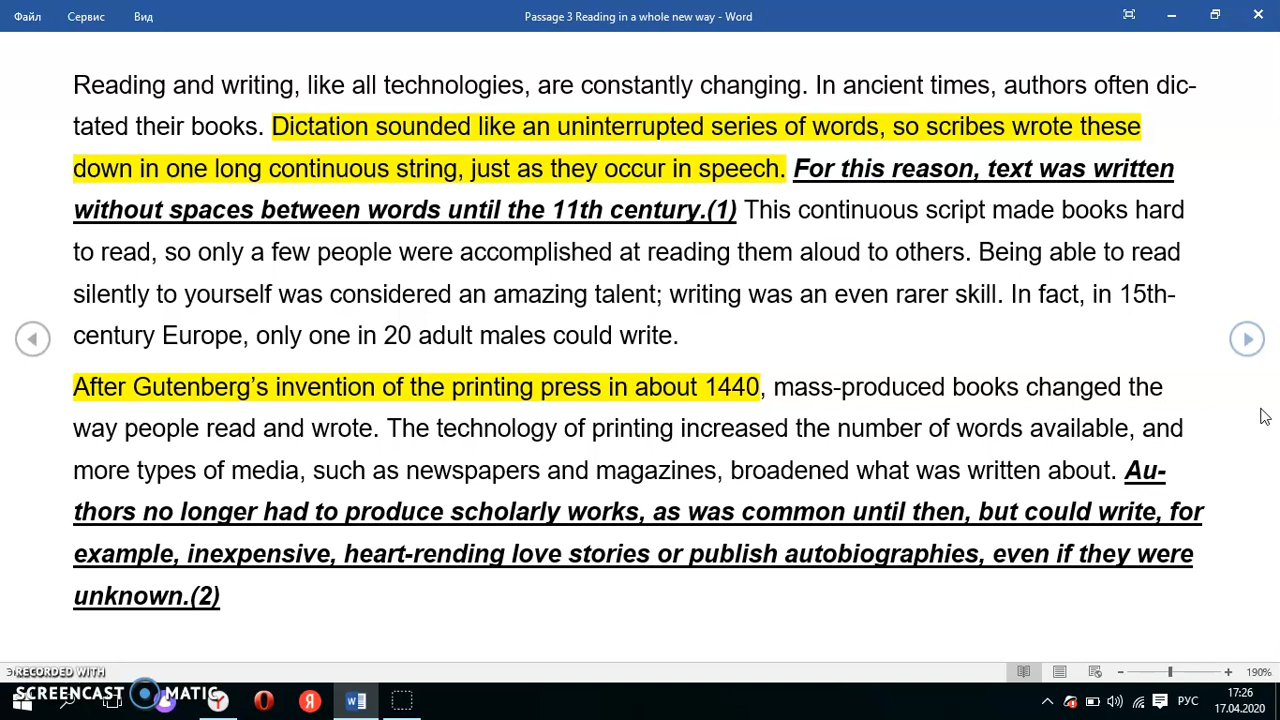 Файл Сервис Вид Passage 3 Reading in a whole new way - Word
Reading and writing, like all technologies, are constantly changing. In ancient times, authors often dic-
tated their books. Dictation sounded like an uninterrupted series of words, so scribes wrote these
down in one long continuous string, just as they occur in speech. For this reason, text was written
without spaces between words until the 11th century.(1) This continuous script made books hard
to read, so only a few people were accomplished at reading them aloud to others. Being able to read
silently to yourself was considered an amazing talent; writing was an even rarer skill. In fact, in 15th-
century Europe, only one in 20 adult males could write.
After Gutenberg’s invention of the printing press in about 1440, mass-produced books changed the
way people read and wrote. The technology of printing increased the number of words available, and
more types of media, such as newspapers and magazines, broadened what was written about. Au-
thors no longer had to produce scholarly works, as was common until then, but could write, for
example, inexpensive, heart-rending love stories or publish autobiographies, even if they were
unknown.(2)
190%
RECORDED WITH
SCREENCAST MATIC
РУС
17:26
17.04.2020